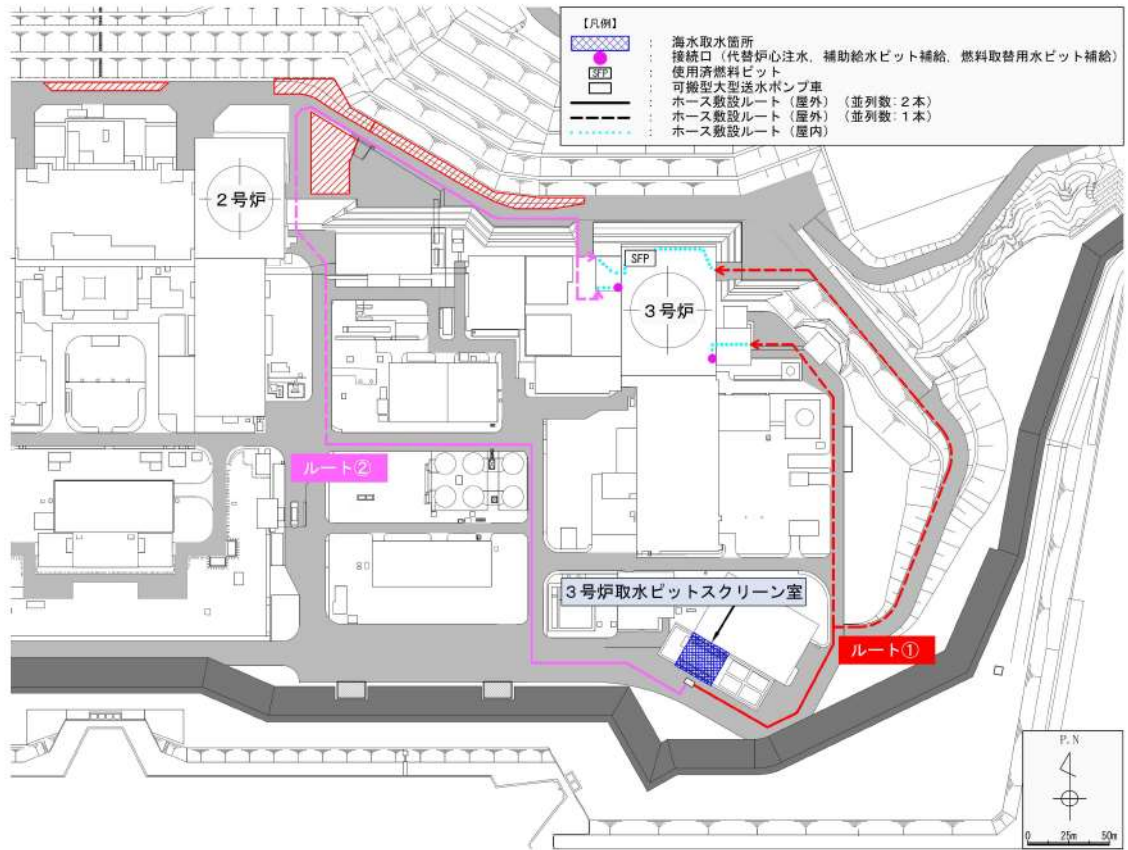 【凡例】
： 海水取水箇所
： 接続口（代替炉心注水，補助給水ピット補給，燃料取替用水ピット補給）
SFP ： 使用済燃料ピット
： 可搬型大型送水ポンプ車
： ホース敷設ルート（屋外）（並列数：２本）
： ホース敷設ルート（屋外）（並列数：１本）
： ホース敷設ルート（屋内）
２号炉
SFP
３号炉
ルート②
３号炉取水ピットスクリーン室
ルート①
P.N
0 25m 50m